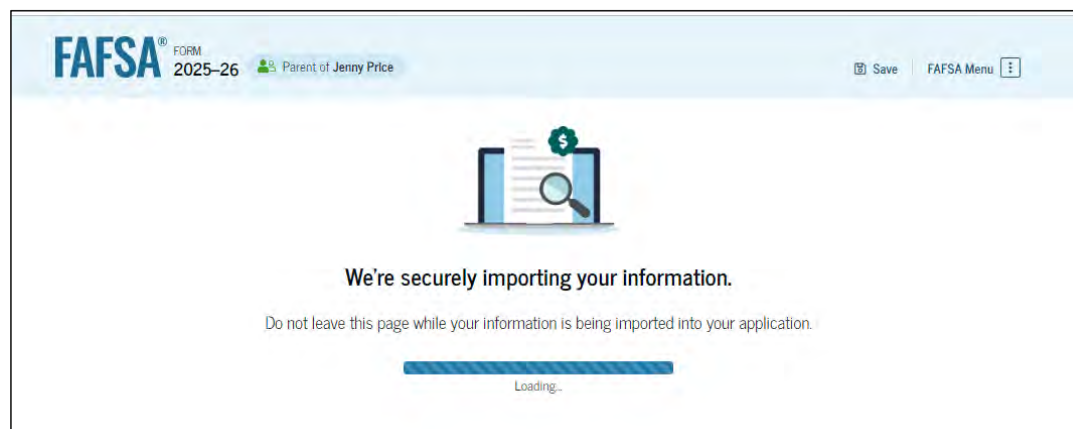 FAFSA® FORM 2025–26 Parent of Jenny Price Save FAFSA Menu
$
We're securely importing your information.
Do not leave this page while your information is being imported into your application.
Loading...